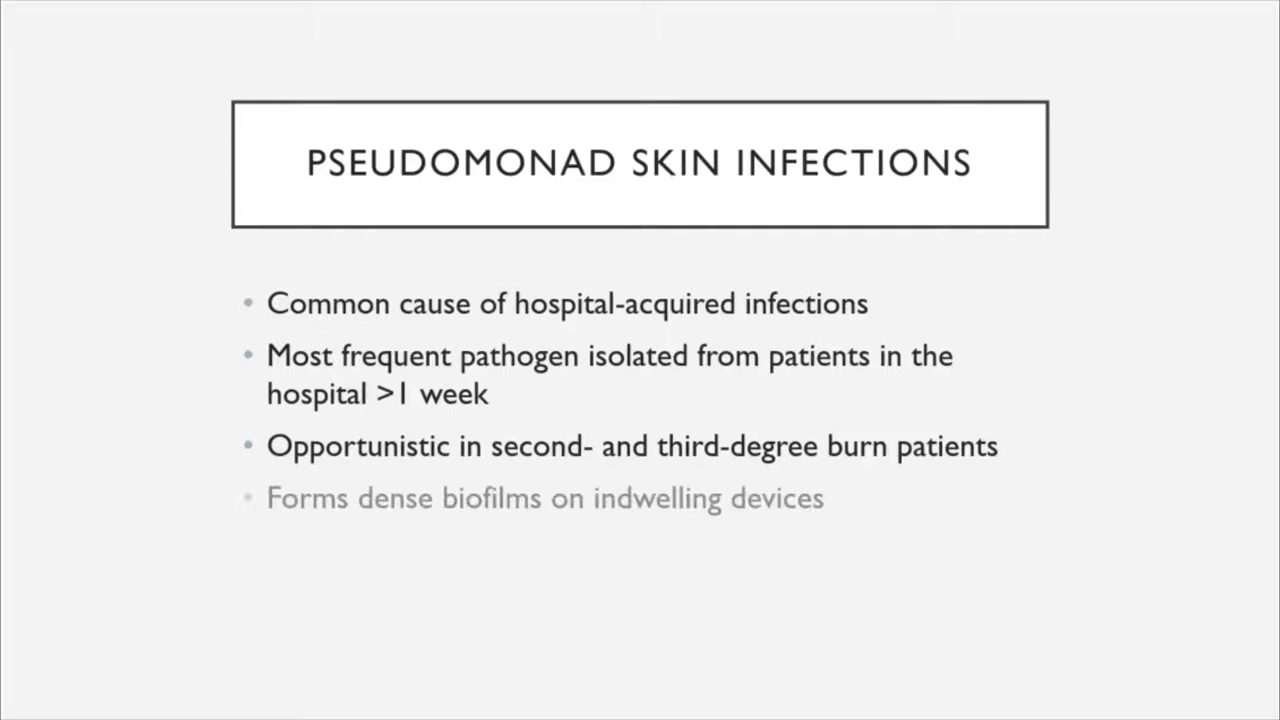 PSEUDOMONAD SKIN INFECTIONS
• Common cause of hospital-acquired infections
• Most frequent pathogen isolated from patients in the
hospital >1 week
• Opportunistic in second- and third-degree burn patients
• Forms dense biofilms on indwelling devices